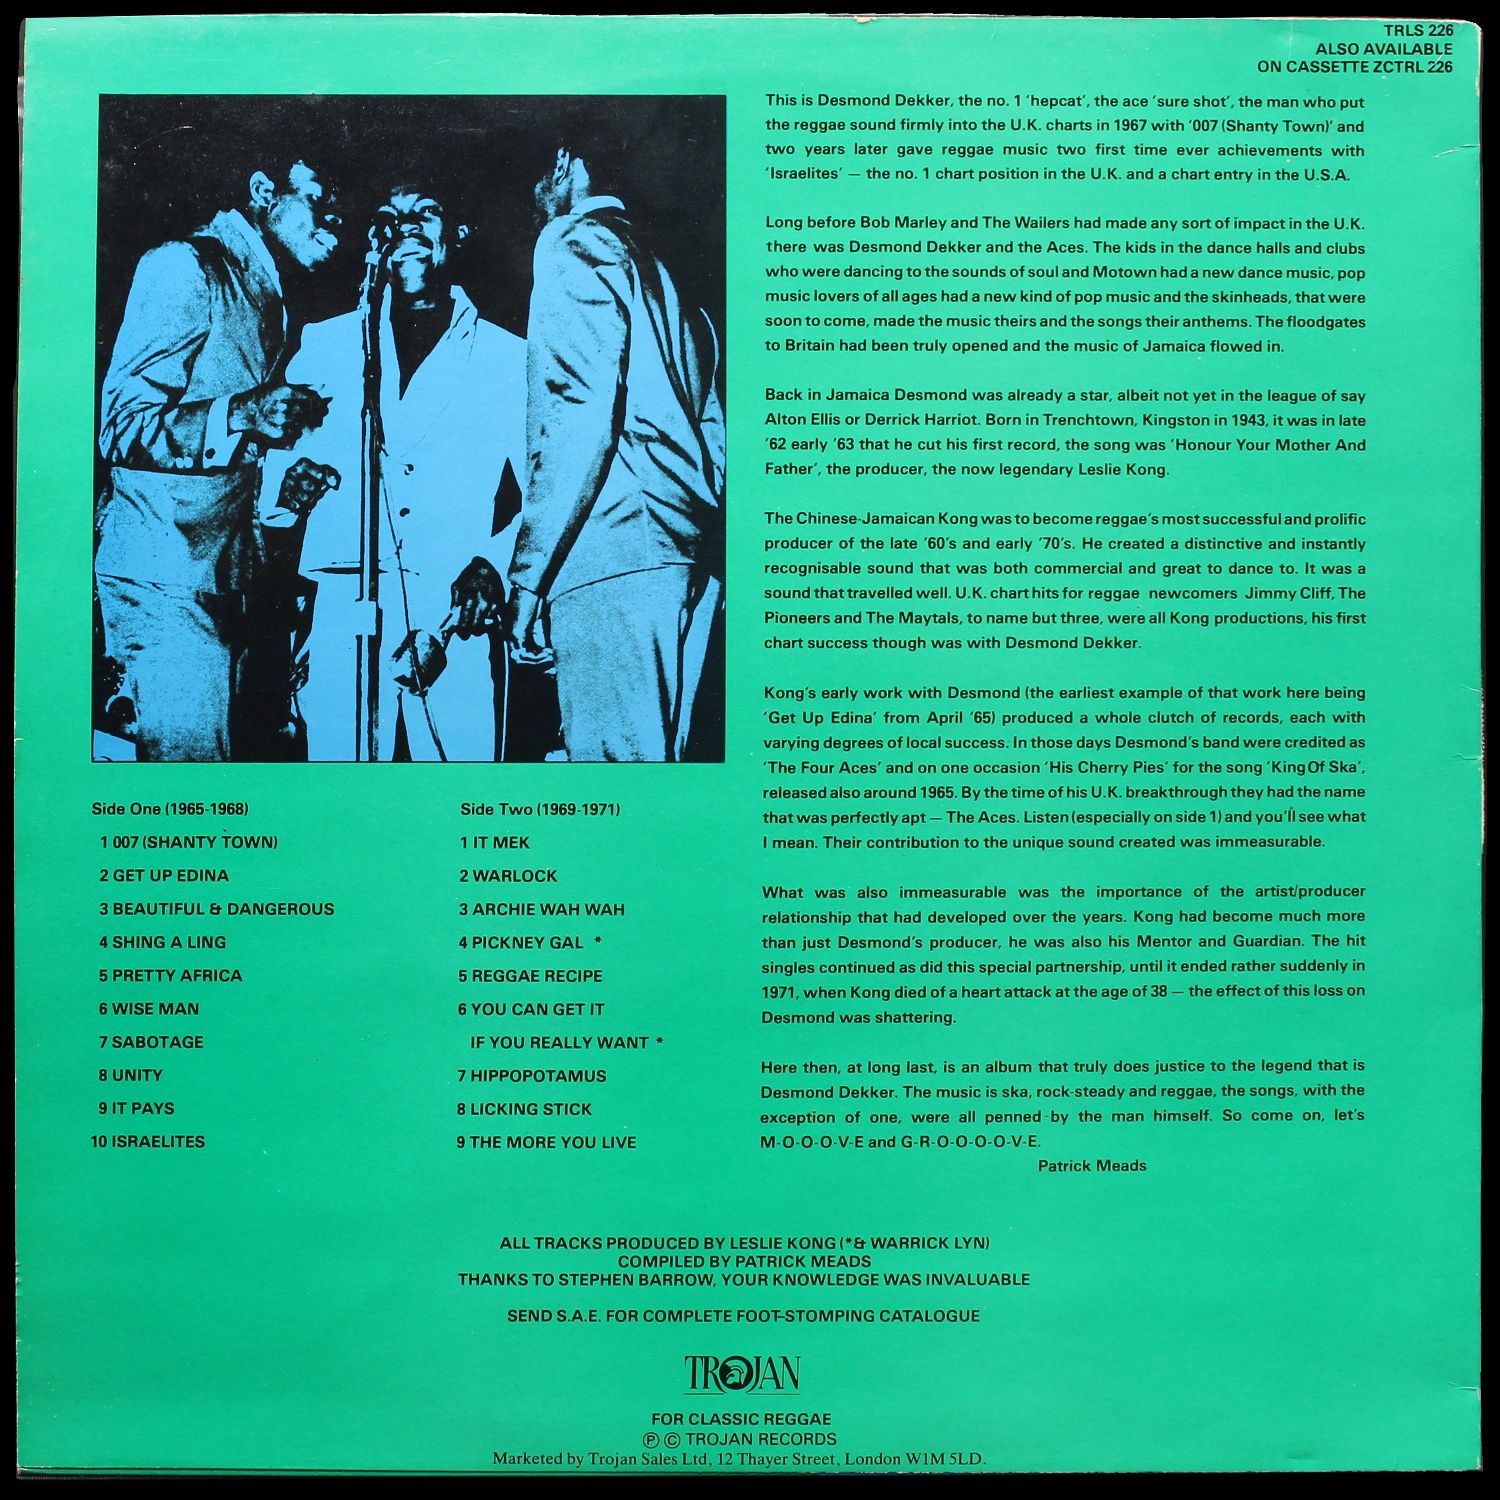 TRLS 226
ALSO AVAILABLE
ON CASSETTE ZCTRL 226
This is Desmond Dekker, the no. 1 'hepcat', the ace 'sure shot', the man who put
the reggae sound firmly into the U.K. charts in 1967 with '007 (Shanty Town)' and
two years later gave reggae music two first time ever achievements with
'Israelites' — the no. 1 chart position in the U.K. and a chart entry in the U.S.A.
Long before Bob Marley and The Wailers had made any sort of impact in the U.K.
there was Desmond Dekker and the Aces. The kids in the dance halls and clubs
who were dancing to the sounds of soul and Motown had a new dance music, pop
music lovers of all ages had a new kind of pop music and the skinheads, that were
soon to come, made the music theirs and the songs their anthems. The floodgates
to Britain had been truly opened and the music of Jamaica flowed in.
Back in Jamaica Desmond was already a star, albeit not yet in the league of say
Alton Ellis or Derrick Harriot. Born in Trenchtown, Kingston in 1943, it was in late
'62 early '63 that he cut his first record, the song was 'Honour Your Mother And
Father', the producer, the now legendary Leslie Kong.
The Chinese-Jamaican Kong was to become reggae's most successful and prolific
producer of the late '60's and early '70's. He created a distinctive and instantly
recognisable sound that was both commercial and great to dance to. It was a
sound that travelled well. U.K. chart hits for reggae newcomers Jimmy Cliff, The
Pioneers and The Maytals, to name but three, were all Kong productions, his first
chart success though was with Desmond Dekker.
Kong's early work with Desmond (the earliest example of that work here being
'Get Up Edina' from April '65) produced a whole clutch of records, each with
varying degrees of local success. In those days Desmond's band were credited as
'The Four Aces' and on one occasion 'His Cherry Pies' for the song 'King Of Ska',
released also around 1965. By the time of his U.K. breakthrough they had the name
that was perfectly apt — The Aces. Listen (especially on side 1) and you'll see what
I mean. Their contribution to the unique sound created was immeasurable.
What was also immeasurable was the importance of the artist/producer
relationship that had developed over the years. Kong had become much more
than just Desmond's producer, he was also his Mentor and Guardian. The hit
singles continued as did this special partnership, until it ended rather suddenly in
1971, when Kong died of a heart attack at the age of 38 — the effect of this loss on
Desmond was shattering.
Here then, at long last, is an album that truly does justice to the legend that is
Desmond Dekker. The music is ska, rock-steady and reggae, the songs, with the
exception of one, were all penned by the man himself. So come on, let's
M-O-O-O-V-E and G-R-O-O-O-O-V-E.
Patrick Meads
Side One (1965-1968)
1 007 (SHANTY TOWN)
2 GET UP EDINA
3 BEAUTIFUL & DANGEROUS
4 SHING A LING
5 PRETTY AFRICA
6 WISE MAN
7 SABOTAGE
8 UNITY
9 IT PAYS
10 ISRAELITES
Side Two (1969-1971)
1 IT MEK
2 WARLOCK
3 ARCHIE WAH WAH
4 PICKNEY GAL *
5 REGGAE RECIPE
6 YOU CAN GET IT
IF YOU REALLY WANT *
7 HIPPOPOTAMUS
8 LICKING STICK
9 THE MORE YOU LIVE
ALL TRACKS PRODUCED BY LESLIE KONG (*& WARRICK LYN)
COMPILED BY PATRICK MEADS
THANKS TO STEPHEN BARROW, YOUR KNOWLEDGE WAS INVALUABLE
SEND S.A.E. FOR COMPLETE FOOT-STOMPING CATALOGUE
TROJAN
FOR CLASSIC REGGAE
℗ © TROJAN RECORDS
Marketed by Trojan Sales Ltd, 12 Thayer Street, London W1M 5LD.